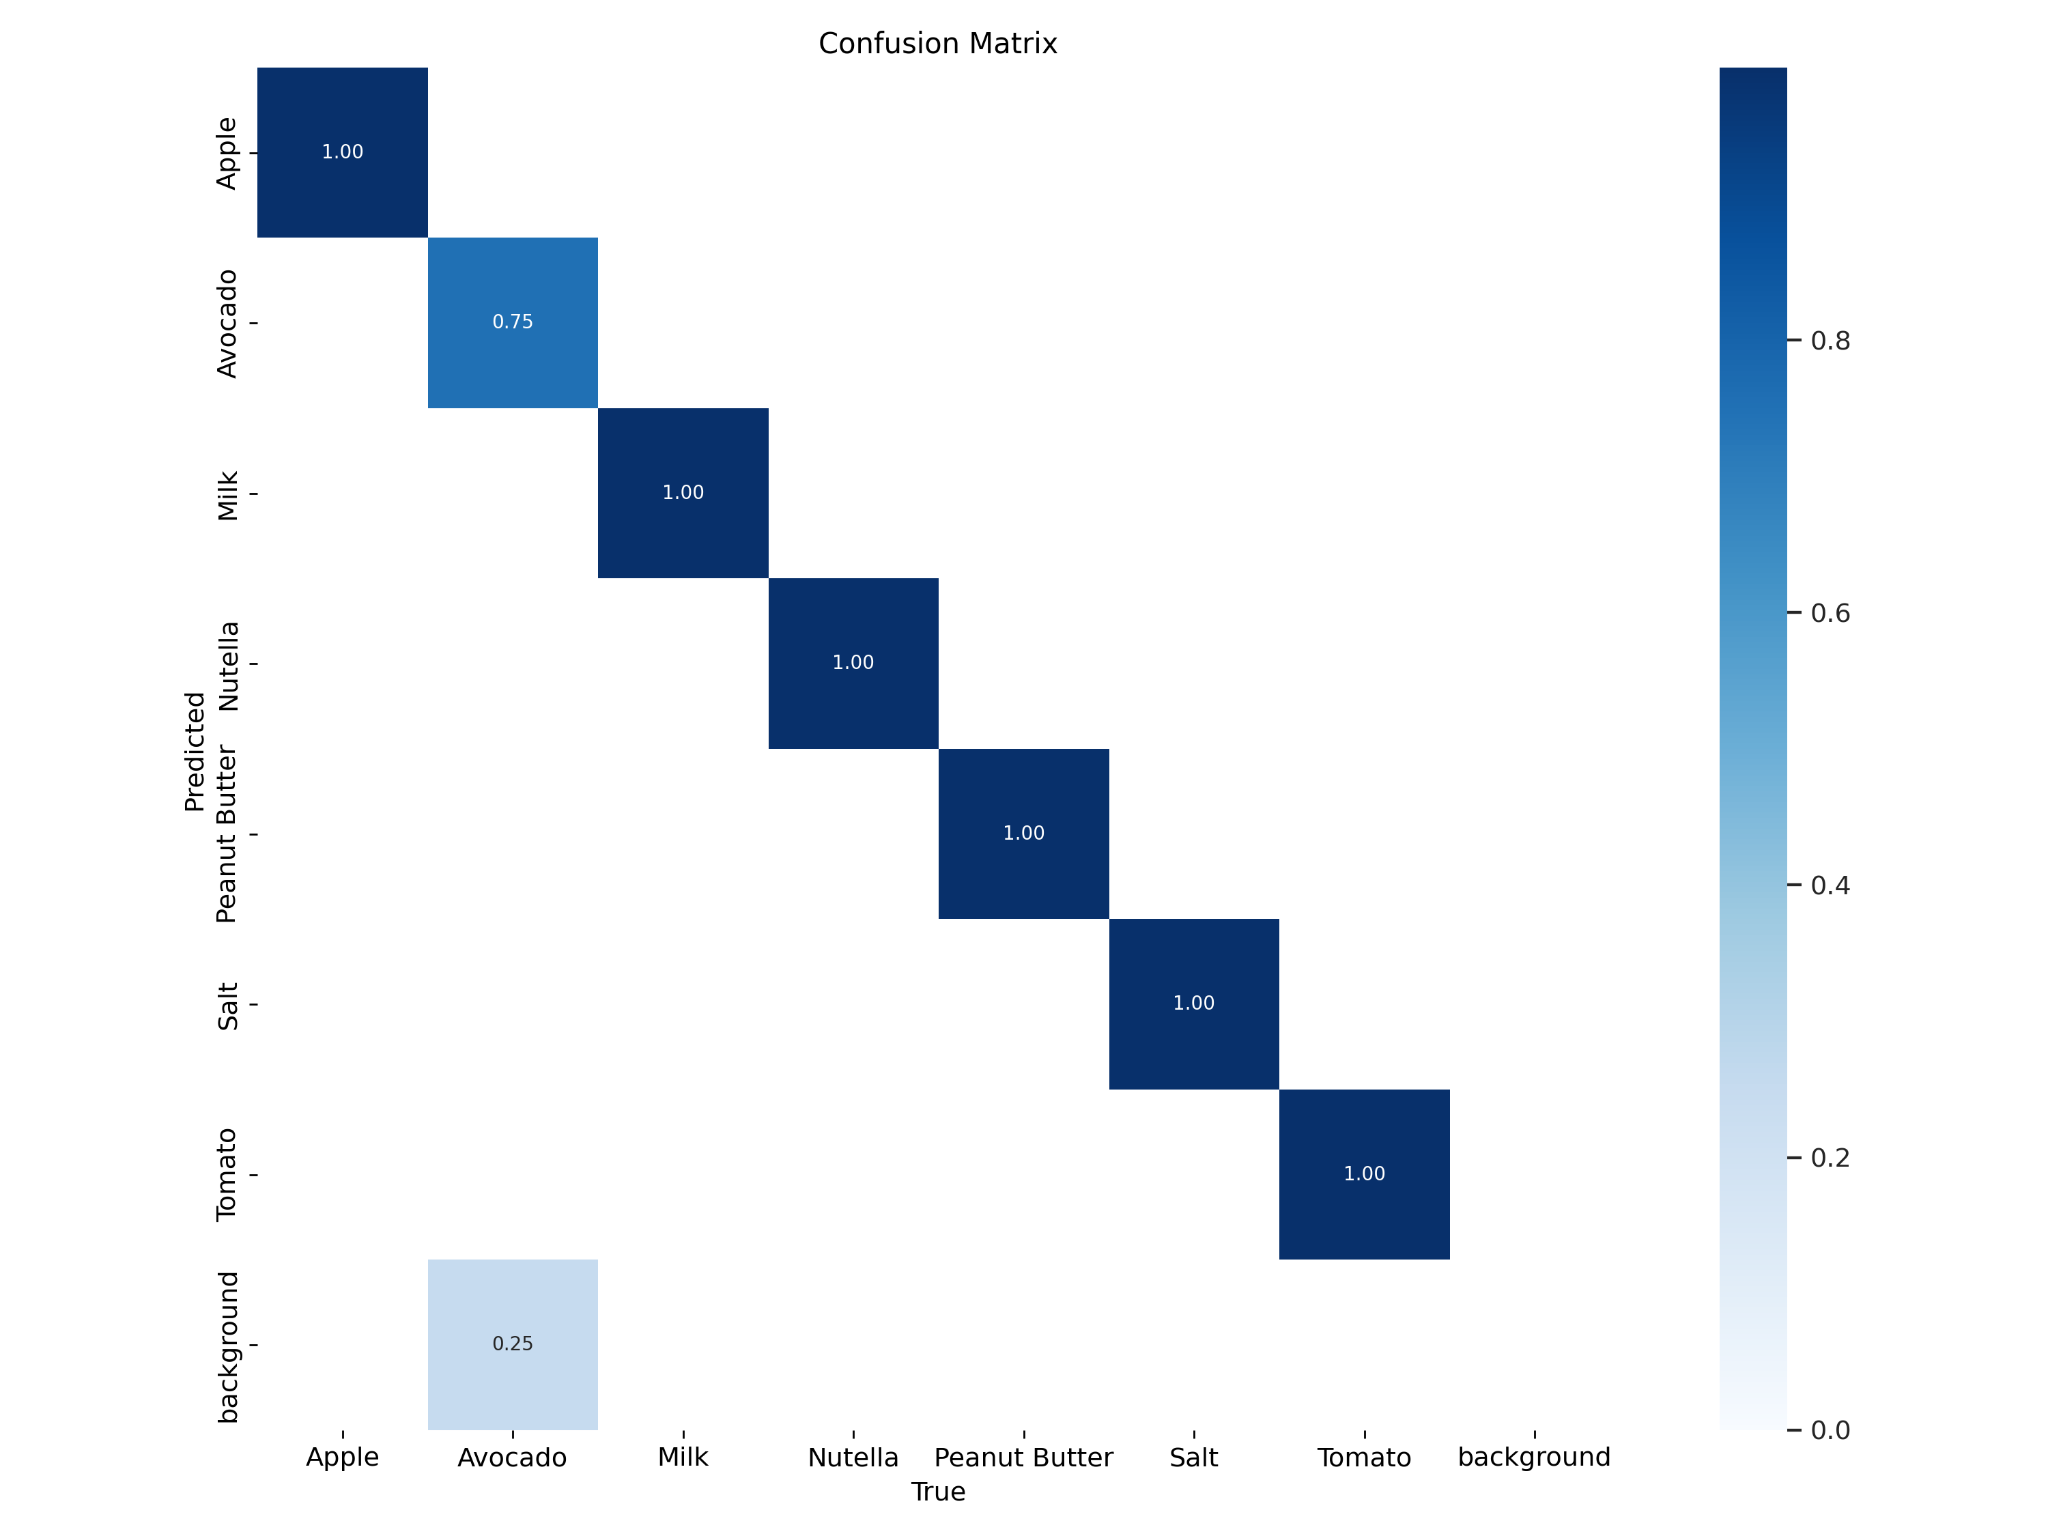 Confusion Matrix
Apple
1.00
Avocado
0.75
Milk
1.00
Nutella
1.00
Predicted
Peanut Butter
1.00
Salt
1.00
Tomato
1.00
background
0.25
Apple Avocado Milk Nutella Peanut Butter Salt Tomato background
True
0.8
0.6
0.4
0.2
0.0